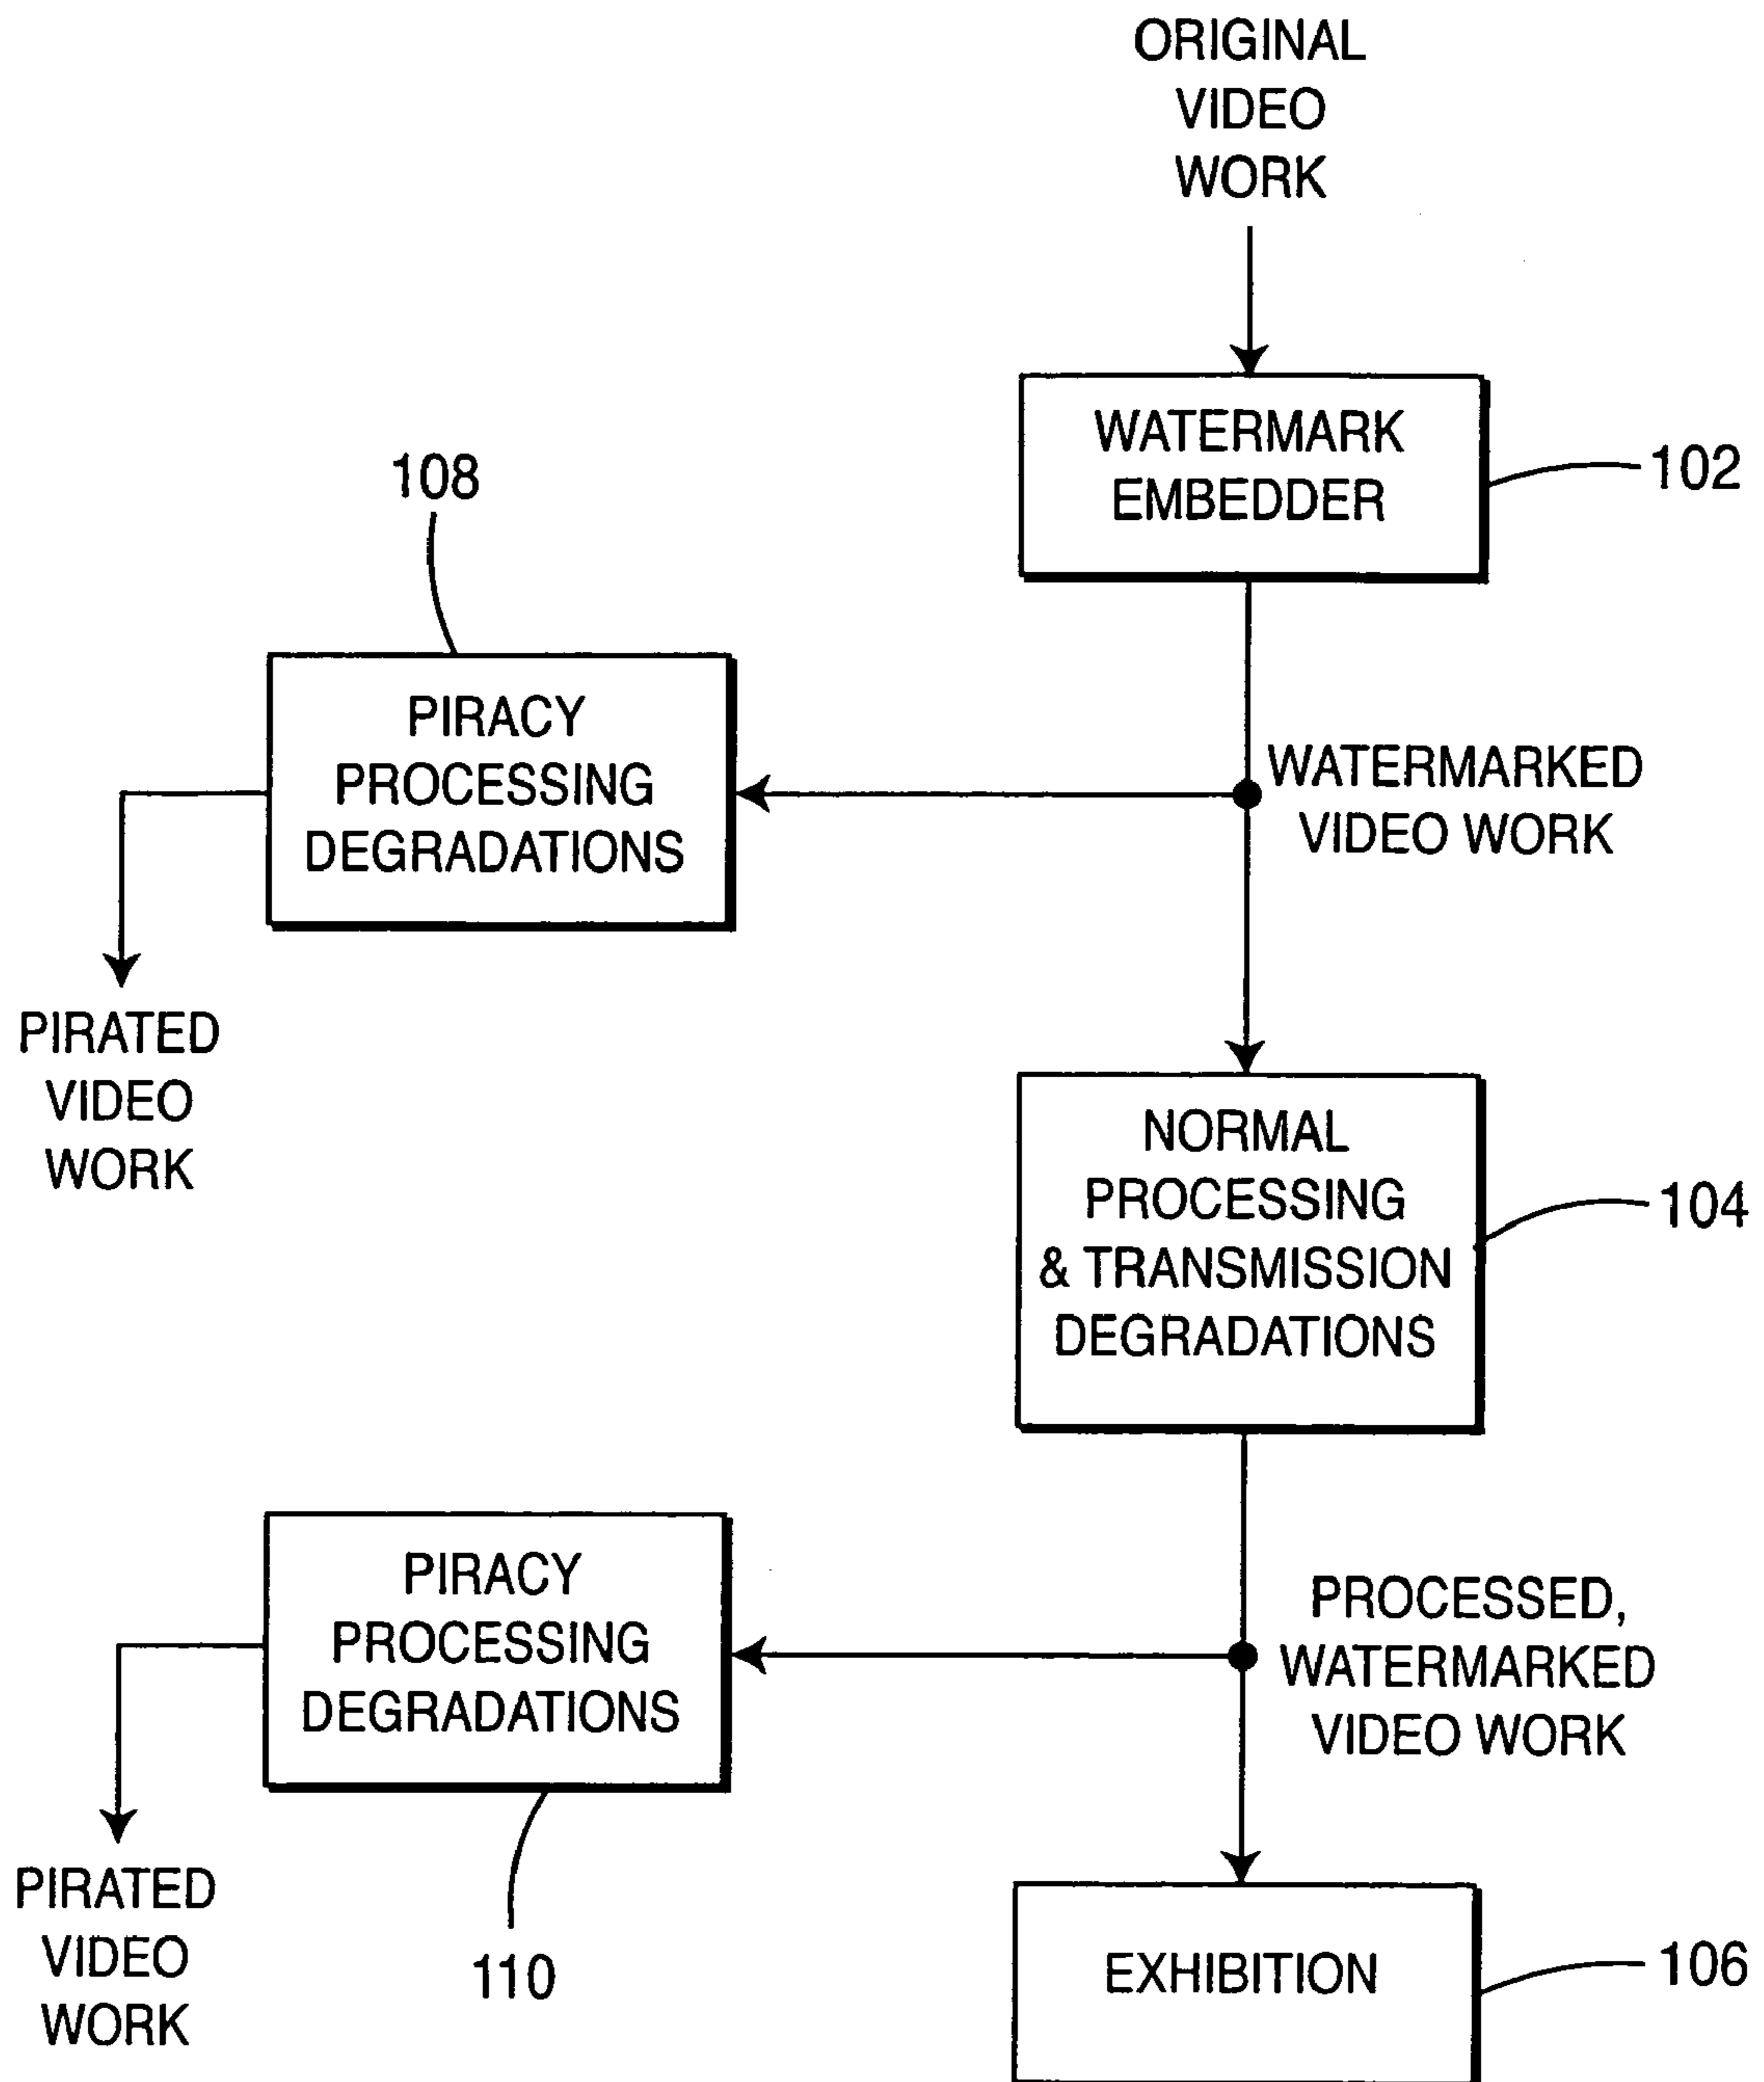 ORIGINAL
VIDEO
WORK
WATERMARK
EMBEDDER
102
108
PIRACY
PROCESSING
DEGRADATIONS
WATERMARKED
VIDEO WORK
PIRATED
VIDEO
WORK
NORMAL
PROCESSING
& TRANSMISSION
DEGRADATIONS
104
PIRACY
PROCESSING
DEGRADATIONS
110
PROCESSED,
WATERMARKED
VIDEO WORK
PIRATED
VIDEO
WORK
EXHIBITION
106